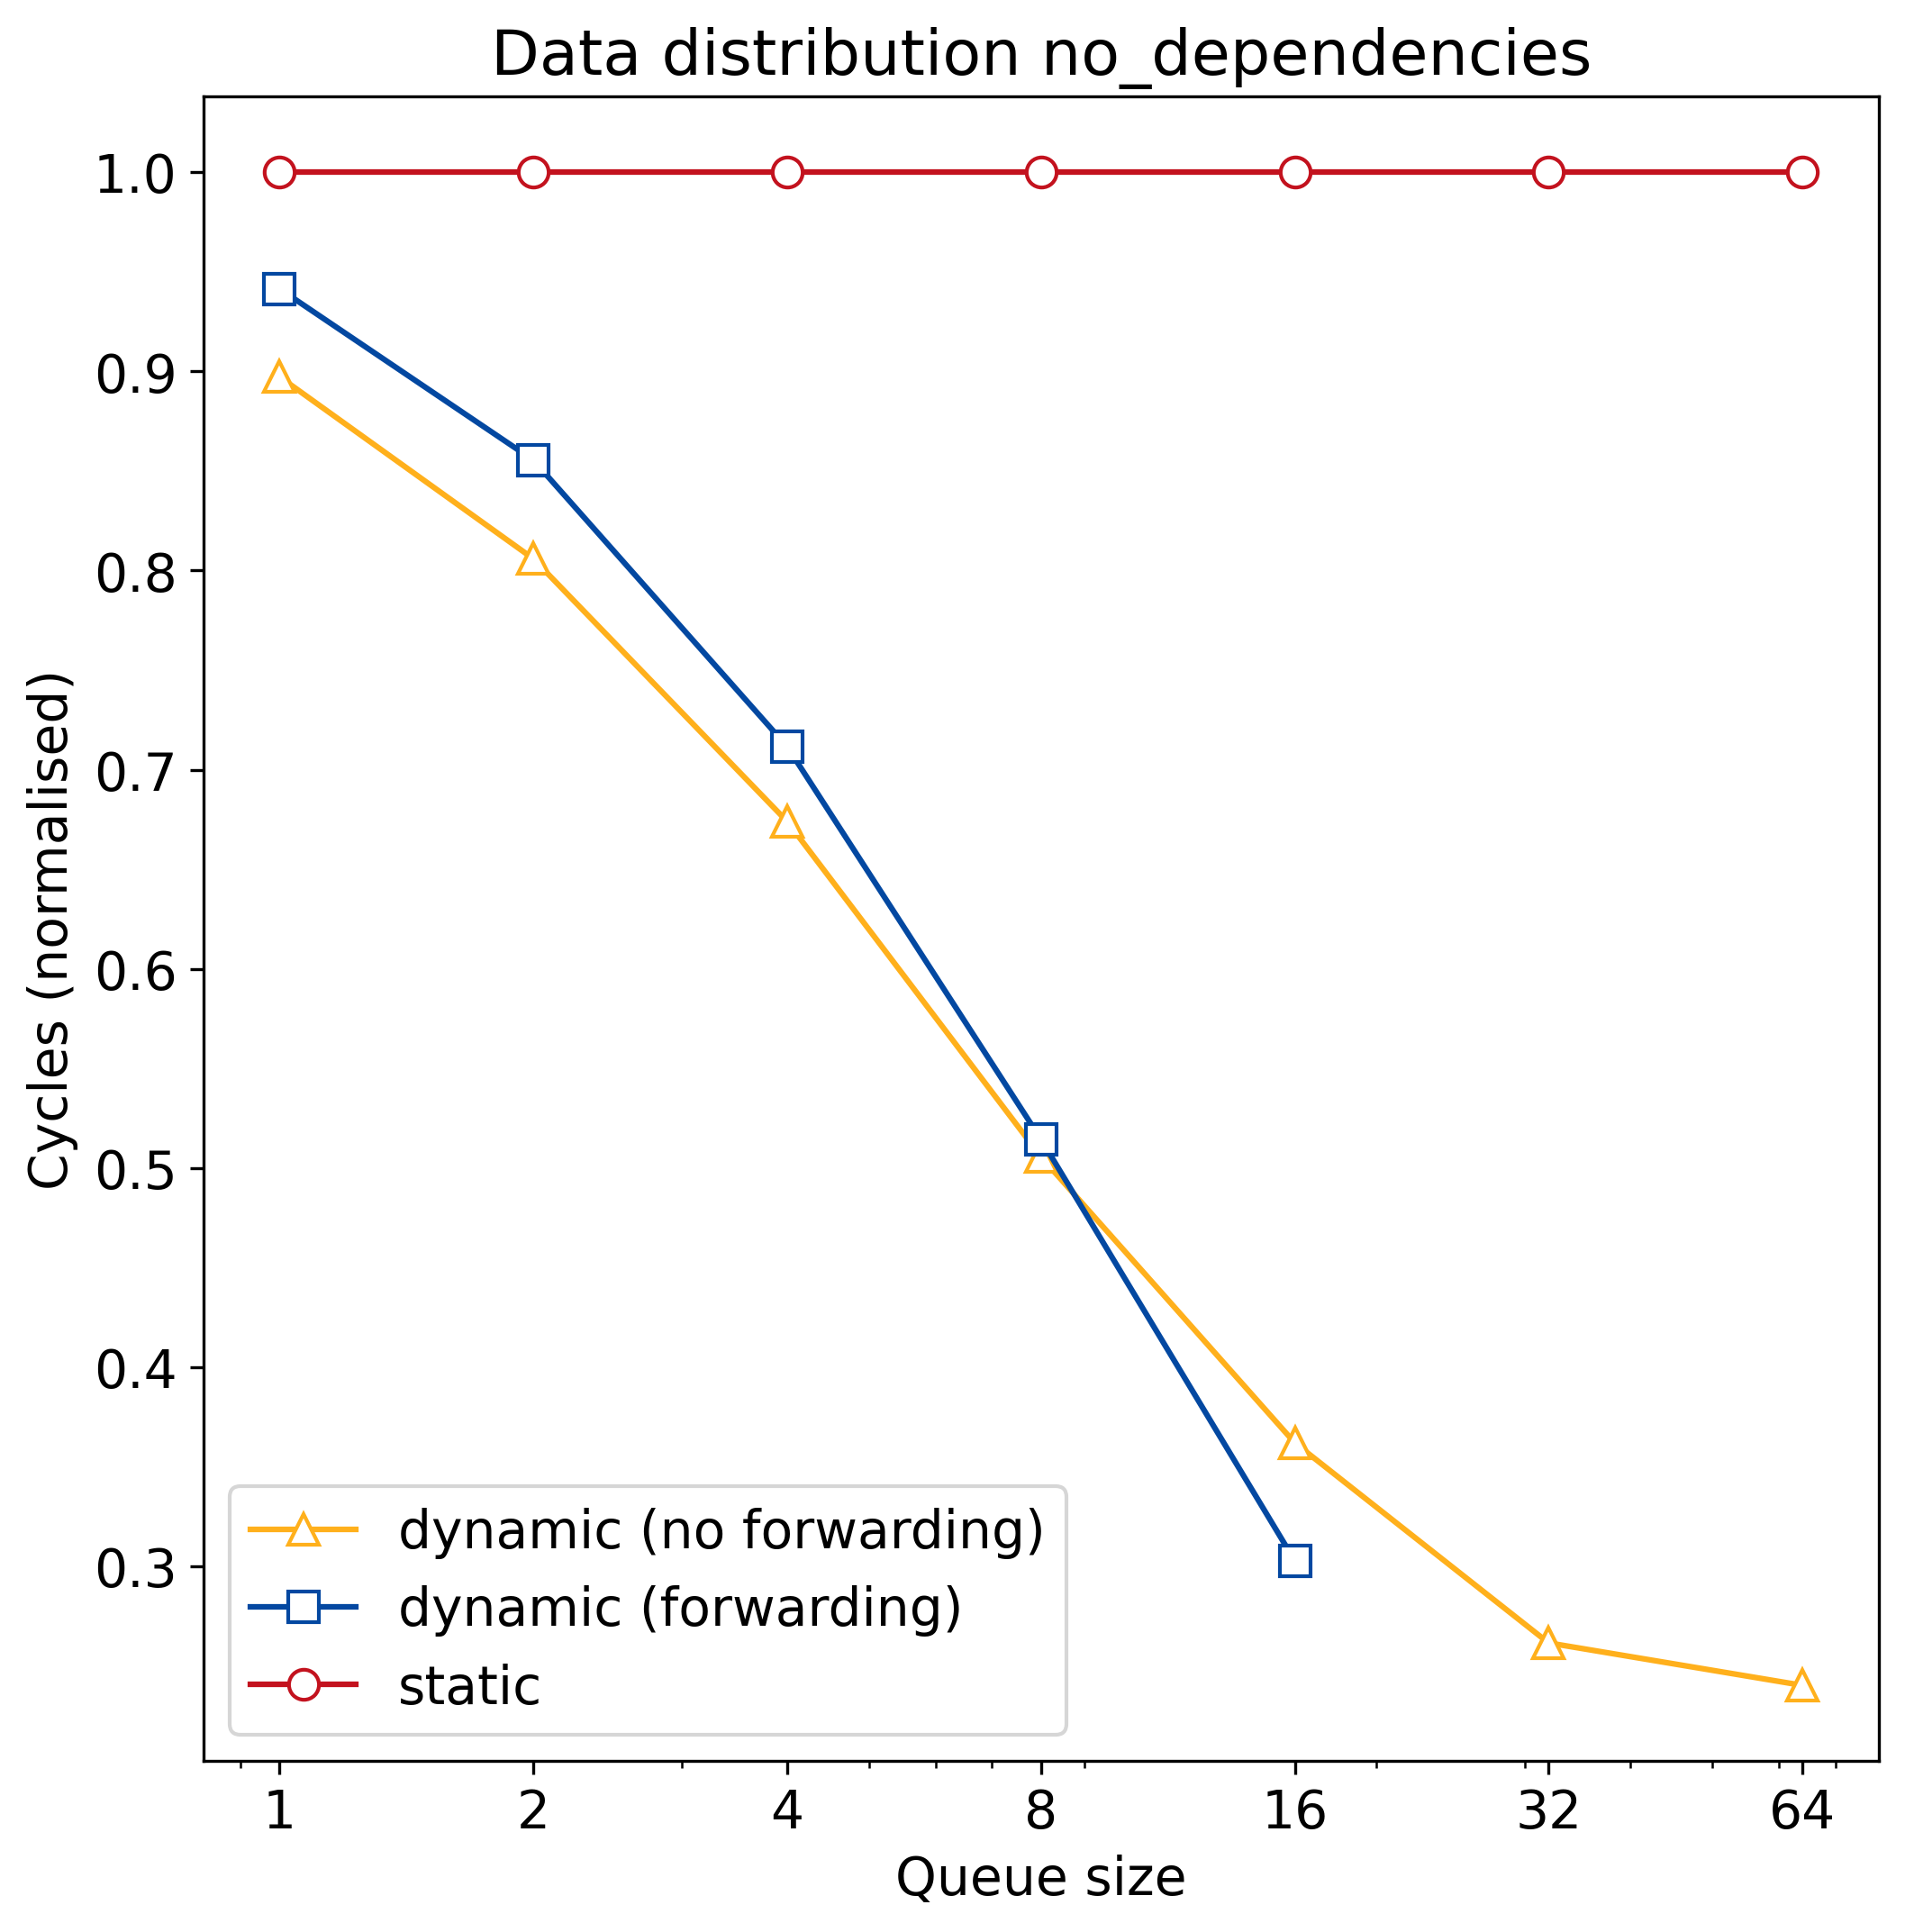 Data distribution no_dependencies
Cycles (normalised)
1.0
0.9
0.8
0.7
0.6
0.5
0.4
0.3
dynamic (no forwarding)
dynamic (forwarding)
static
1 2 4 8 16 32 64
Queue size